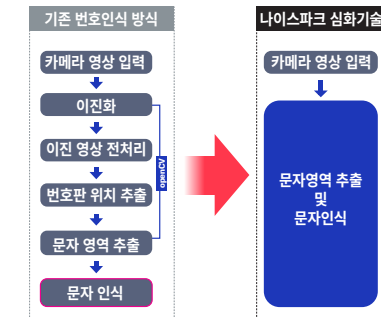 기존 번호인식 방식
카메라 영상 입력
이진화
이진 영상 전처리
번호판 위치 추출
문자 영역 추출
문자 인식
openCV
나이스파크 심화기술
카메라 영상 입력
문자영역 추출
및
문자인식